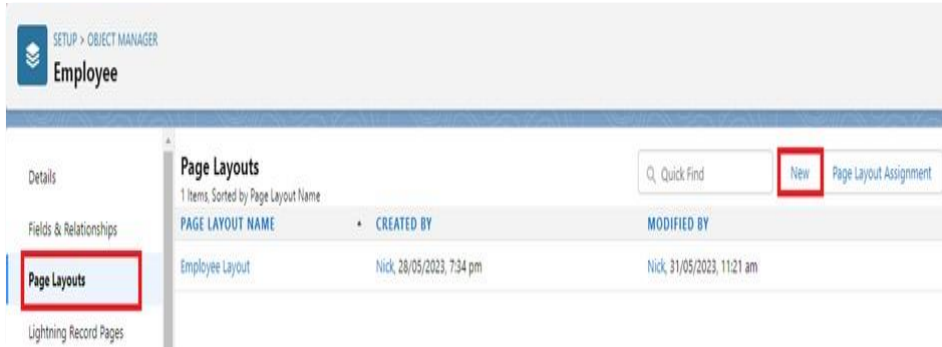 SETUP > OBJECT MANAGER
Employee
Details
Fields & Relationships
Page Layouts
Lightning Record Pages
Page Layouts
1 Items, Sorted by Page Layout Name
Quick Find
New
Page Layout Assignment
PAGE LAYOUT NAME CREATED BY MODIFIED BY
Employee Layout Nick, 28/05/2023, 7:34 pm Nick, 31/05/2023, 11:21 am